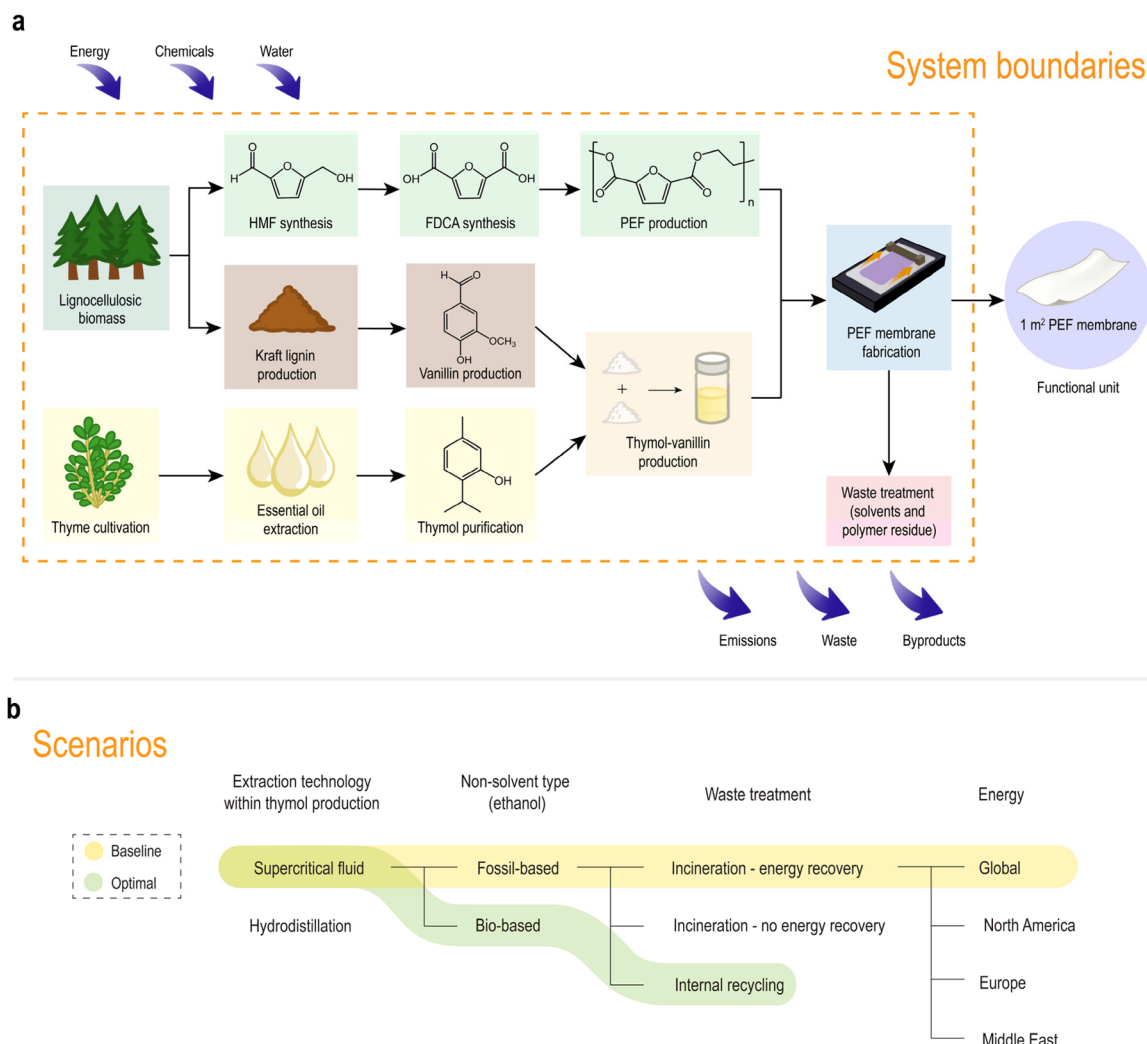 a
Energy
Chemicals
Water
System boundaries
O
H
O
OH
HMF synthesis
O
OH
O
O
OH
FDCA synthesis
O
O
O
O
O
n
PEF production
Lignocellulosic
biomass
Kraft lignin
production
H
O
OCH3
OH
Vanillin production
PEF membrane
fabrication
1 m² PEF membrane
Functional unit
+
Thymol-vanillin
production
Thyme cultivation
Essential oil
extraction
OH
Thymol purification
Waste treatment
(solvents and
polymer residue)
Emissions
Waste
Byproducts
b
Scenarios
Extraction technology
within thymol production
Non-solvent type
(ethanol)
Waste treatment
Energy
Baseline
Optimal
Supercritical fluid
Fossil-based
Incineration - energy recovery
Global
Hydrodistillation
Bio-based
Incineration - no energy recovery
North America
Internal recycling
Europe
Middle East